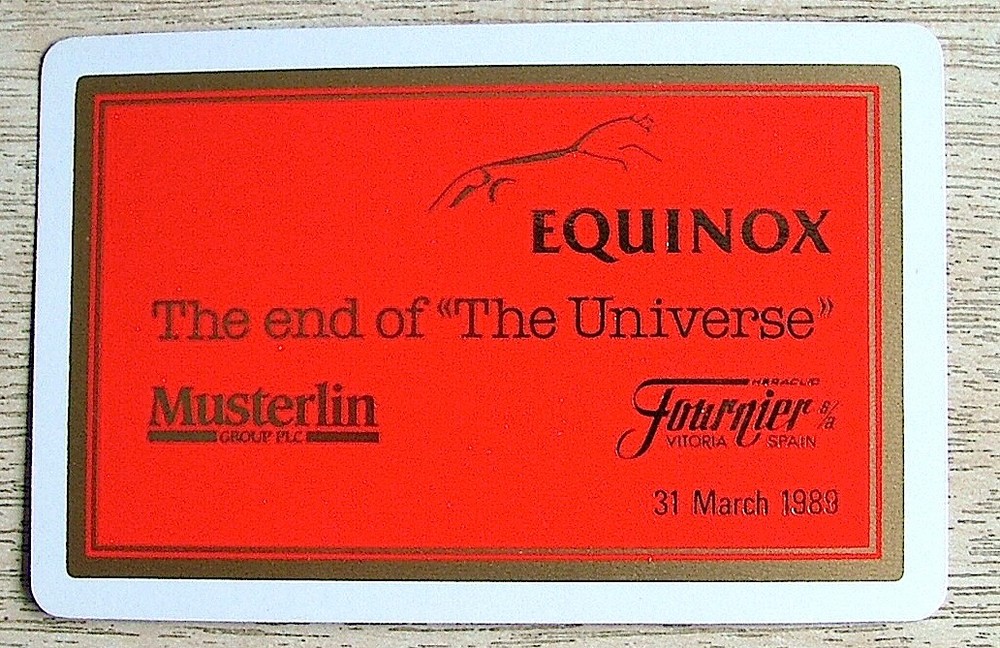 EQUINOX
The end of “The Universe”
Musterlin
GROUP PLC
HERACLIO
Fournier s/a
VITORIA SPAIN
31 March 1989